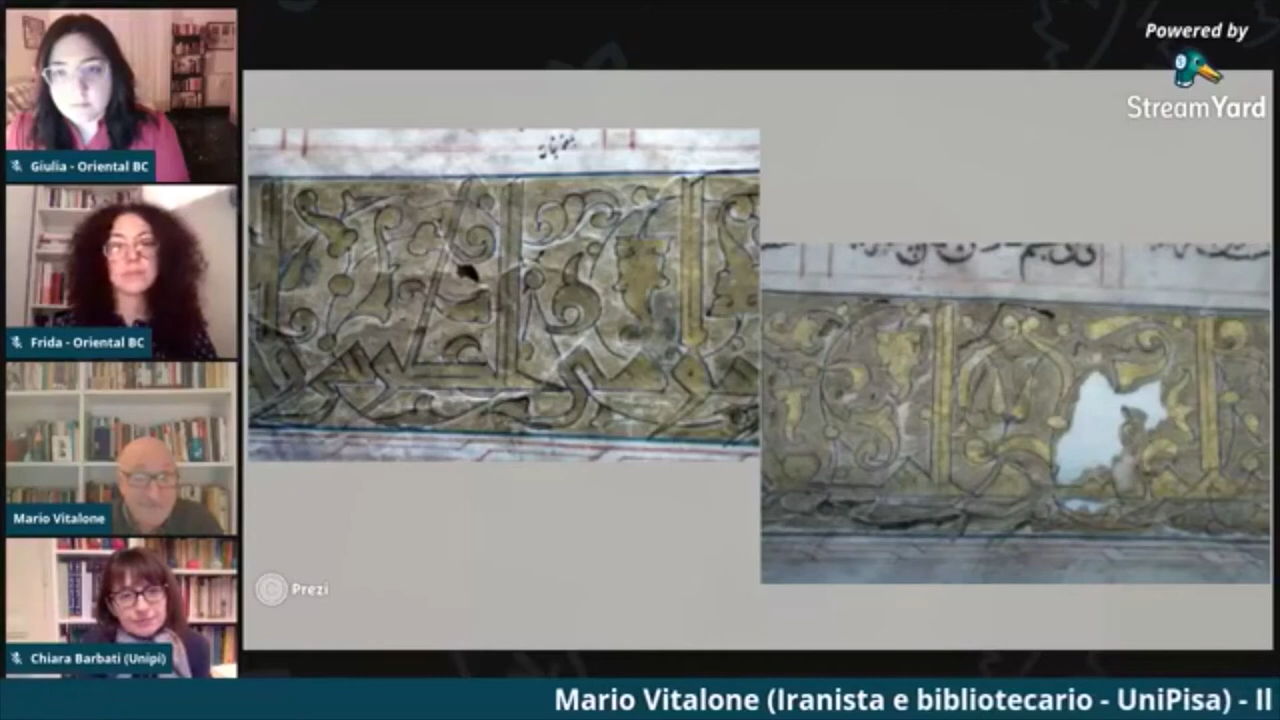 Powered by
StreamYard
Giulia - Oriental BC
Frida - Oriental BC
Mario Vitalone
Chiara Barbati (Unipi)
Prezi
Mario Vitalone (Iranista e bibliotecario - UniPisa) - Il